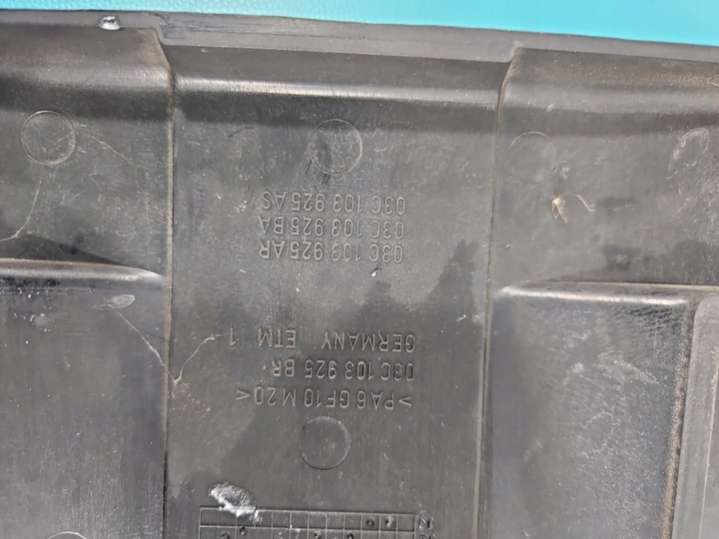 >PA6 GF10 M20<
03C 103 925 BR
GERMANY ETM 1
03C 103 925 AR
03C 103 925 BA
03C 103 925 AS